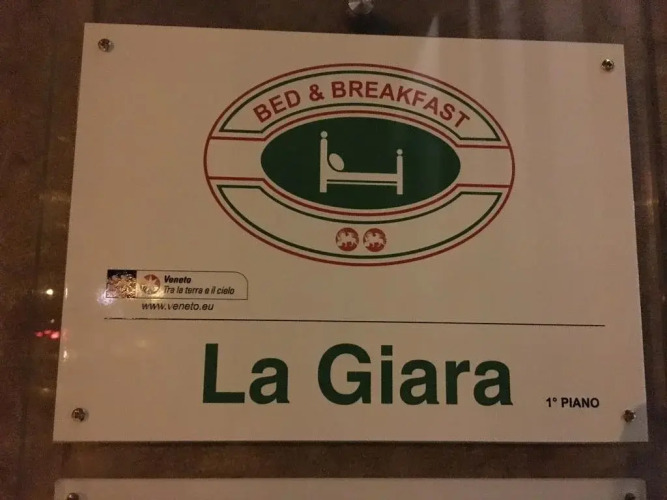 BED & BREAKFAST
Veneto
Tra la terra e il cielo
www.veneto.eu
La Giara
1° PIANO